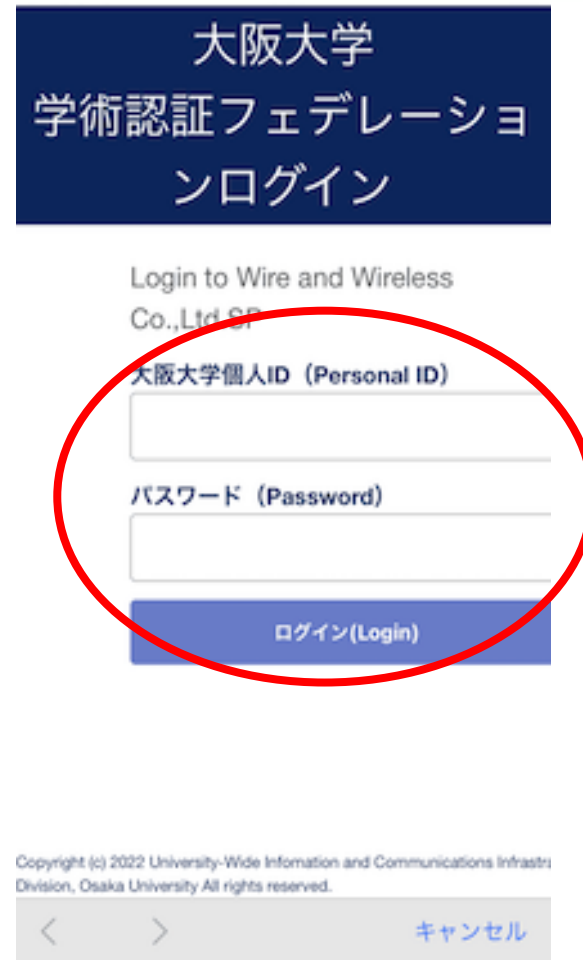 大阪大学
学術認証フェデレーショ
ンログイン
Login to Wire and Wireless
Co.,Ltd SP
大阪大学個人ID（Personal ID）
パスワード（Password）
ログイン(Login)
Copyright (c) 2022 University-Wide Infomation and Communications Infrastra
Division, Osaka University All rights reserved.
キャンセル